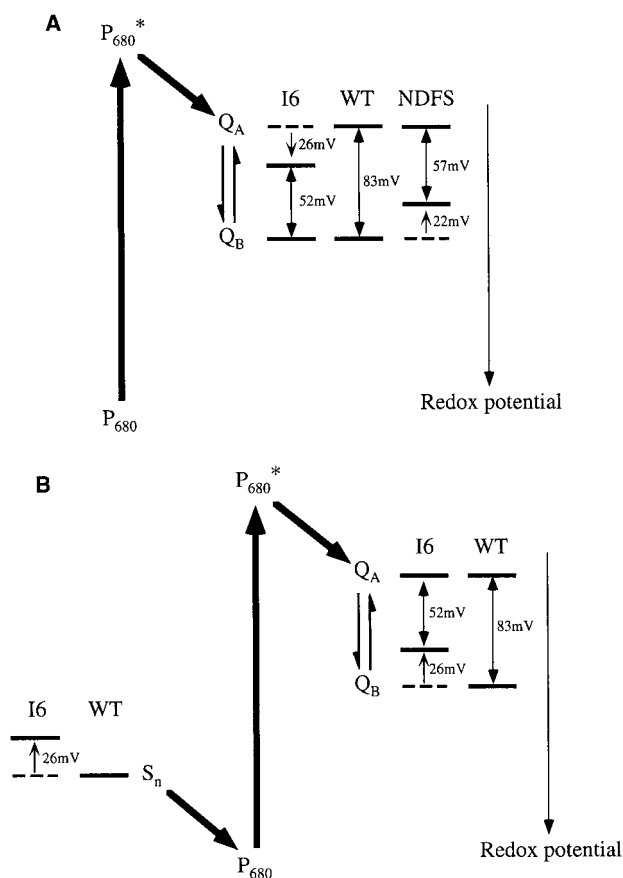 A
P680*
I6 WT NDFS
QA
26mV
57mV
83mV
52mV
22mV
QB
Redox potential
P680
B
P680*
I6 WT
QA
52mV
83mV
26mV
QB
I6 WT
26mV
Sn
Redox potential
P680